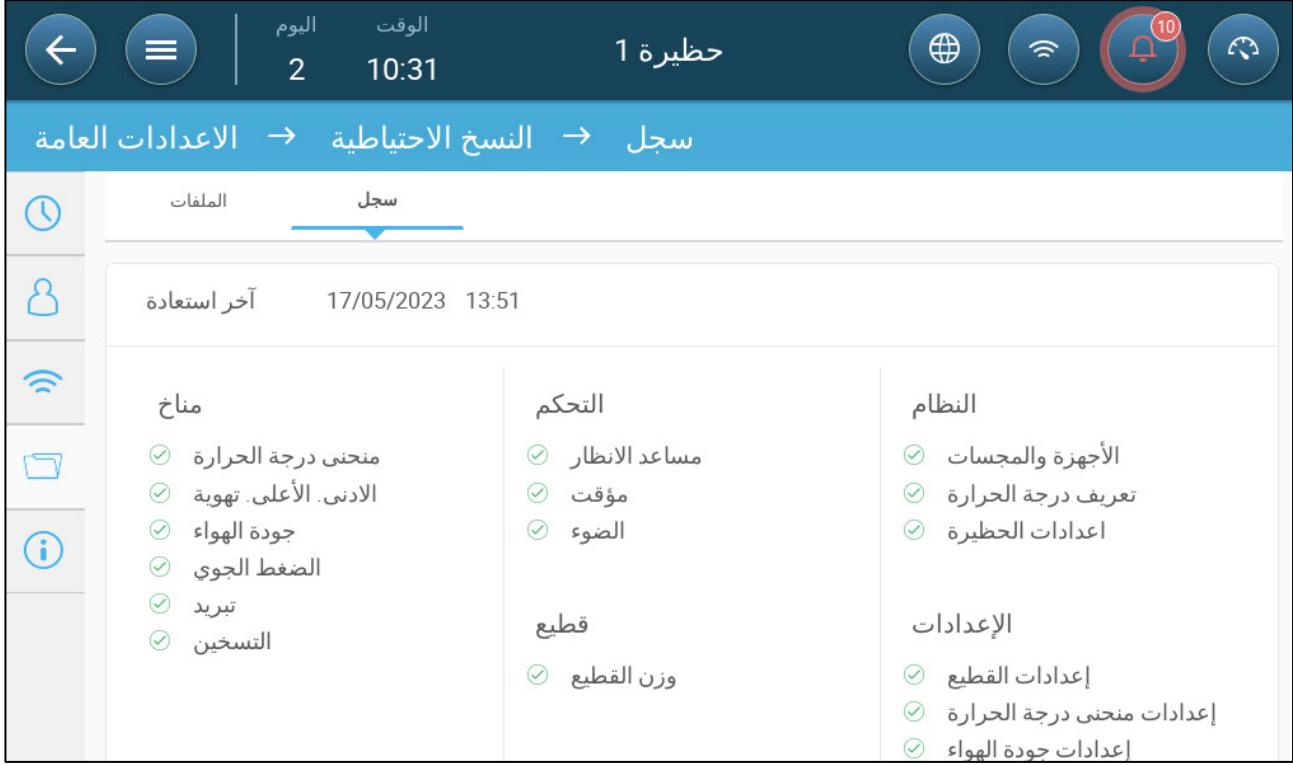 اليوم
الوقت
2
10:31
حظيرة 1
10
الاعدادات العامة → النسخ الاحتياطية → سجل
الملفات
سجل
آخر استعادة
17/05/2023 13:51
مناخ
منحنى درجة الحرارة
الادنى. الأعلى. تهوية
جودة الهواء
الضغط الجوي
تبريد
التسخين
التحكم
مساعد الانظار
مؤقت
الضوء
قطيع
وزن القطيع
النظام
الأجهزة والمجسات
تعريف درجة الحرارة
اعدادات الحظيرة
الإعدادات
إعدادات القطيع
إعدادات منحنى درجة الحرارة
إعدادات جودة الهواء